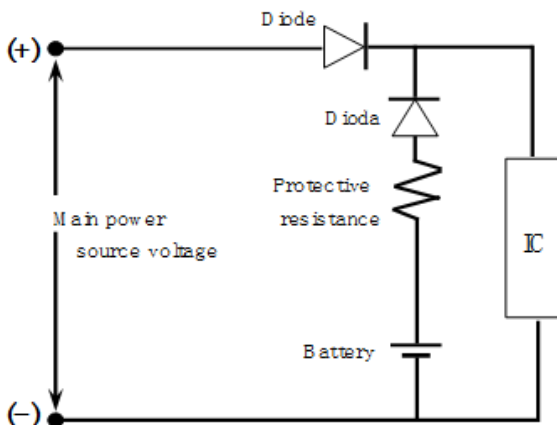 Diode
(+)
Dioda
Protective
resistance
Main power
source voltage
IC
Battery
(−)